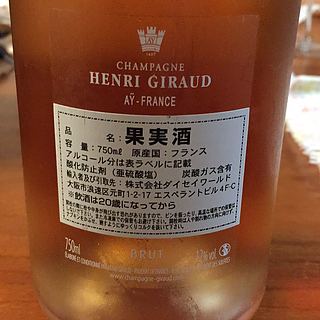 CHAMPAGNE
HENRI GIRAUD
AŸ-FRANCE
品名:果実酒
容量:750mℓ 原産国:フランス
アルコール分は表ラベルに記載
酸化防止剤(亜硫酸塩) 炭酸ガス含有
輸入者及び引取先:株式会社ダイセイワールド
大阪市浪速区元町1-2-17 エスペラントビル4F-C
※飲酒は20歳になってから
750ml
BRUT
12%vol
www.champagne-giraud.com